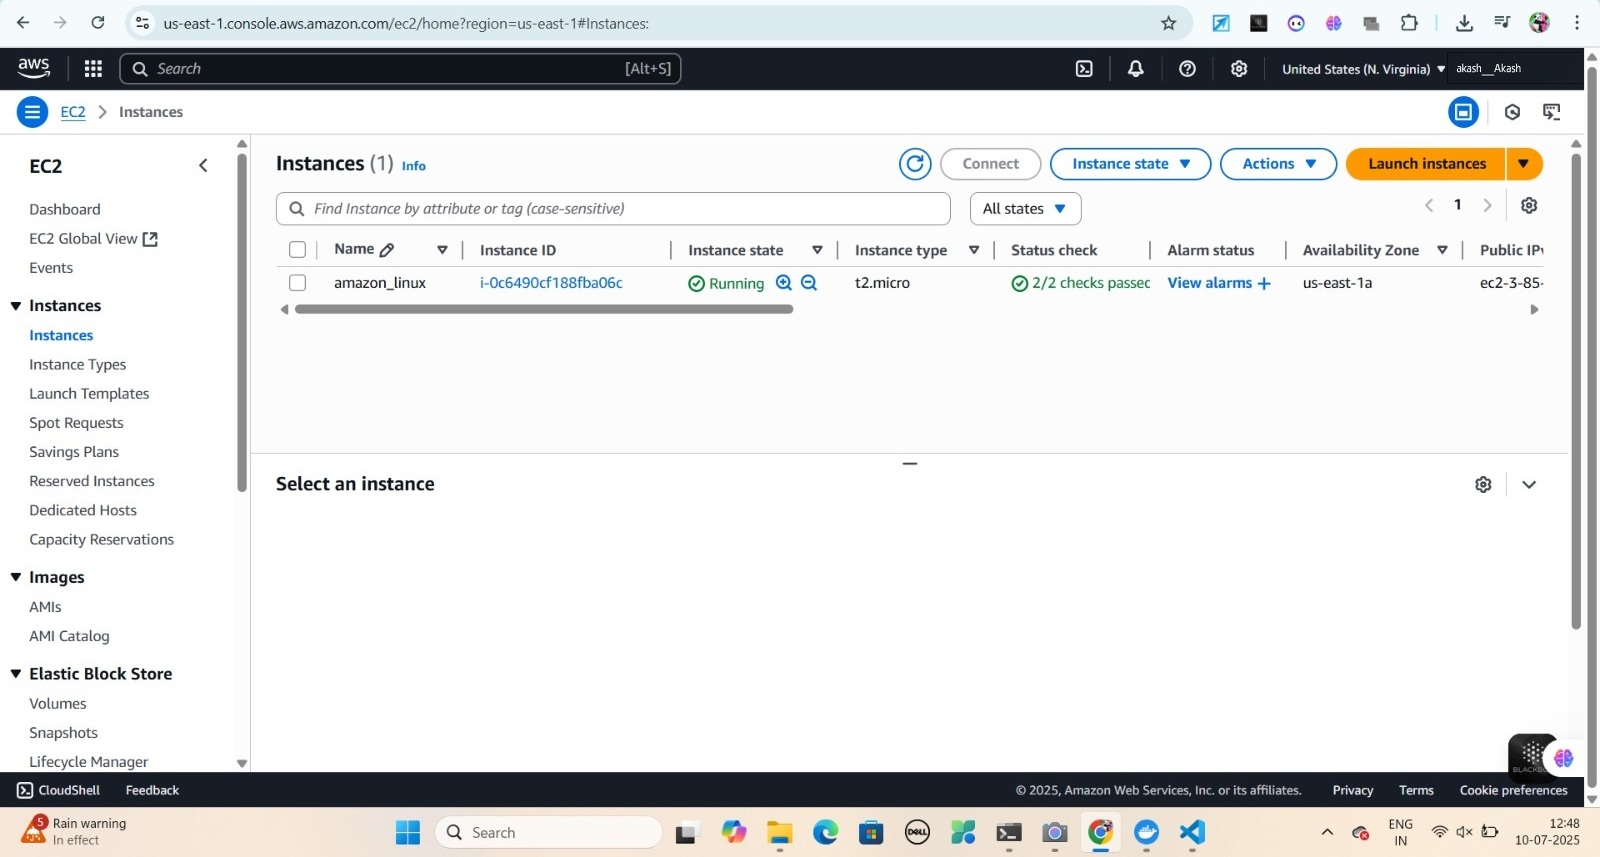 us-east-1.console.aws.amazon.com/ec2/home?region=us-east-1#Instances:
aws
Search [Alt+S] United States (N. Virginia) akash__Akash
EC2 Instances
EC2
Dashboard
EC2 Global View
Events
Instances
Instances
Instance Types
Launch Templates
Spot Requests
Savings Plans
Reserved Instances
Dedicated Hosts
Capacity Reservations
Images
AMIs
AMI Catalog
Elastic Block Store
Volumes
Snapshots
Lifecycle Manager
Instances (1) Info Connect Instance state Actions Launch instances
Find Instance by attribute or tag (case-sensitive) All states 1
Name Instance ID Instance state Instance type Status check Alarm status Availability Zone Public IPv
amazon_linux i-0c6490cf188fba06c Running t2.micro 2/2 checks passec View alarms + us-east-1a ec2-3-85-
Select an instance
CloudShell Feedback © 2025, Amazon Web Services, Inc. or its affiliates. Privacy Terms Cookie preferences
5 Rain warning
In effect
Search
DELL
ENG
IN
12:48
10-07-2025